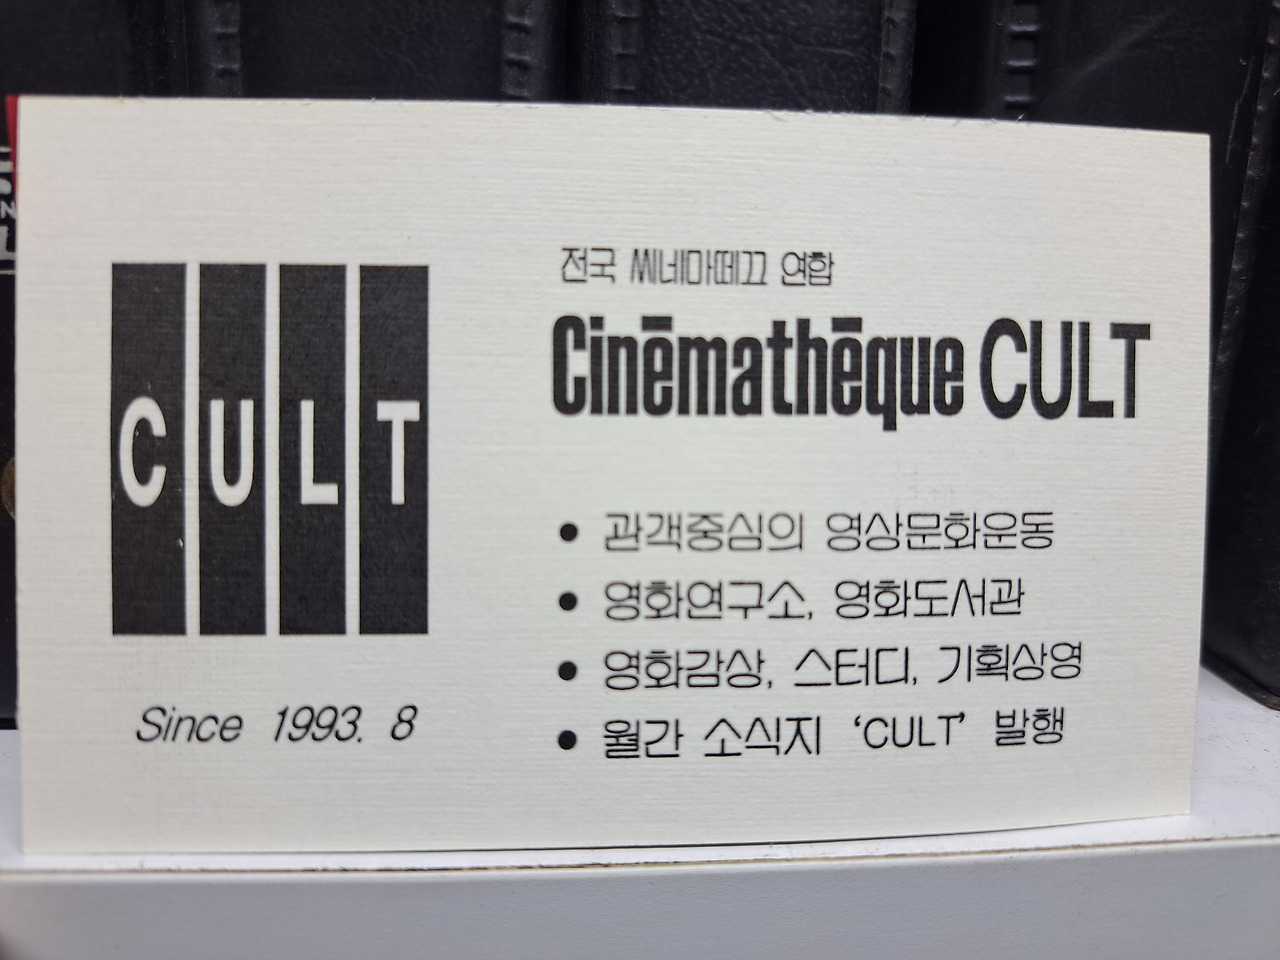 CULT
Since 1993. 8
전국 씨네마떼끄 연합
Cinēmathēque CULT
• 관객중심의 영상문화운동
• 영화연구소, 영화도서관
• 영화감상, 스터디, 기획상영
• 월간 소식지 ‘CULT’ 발행